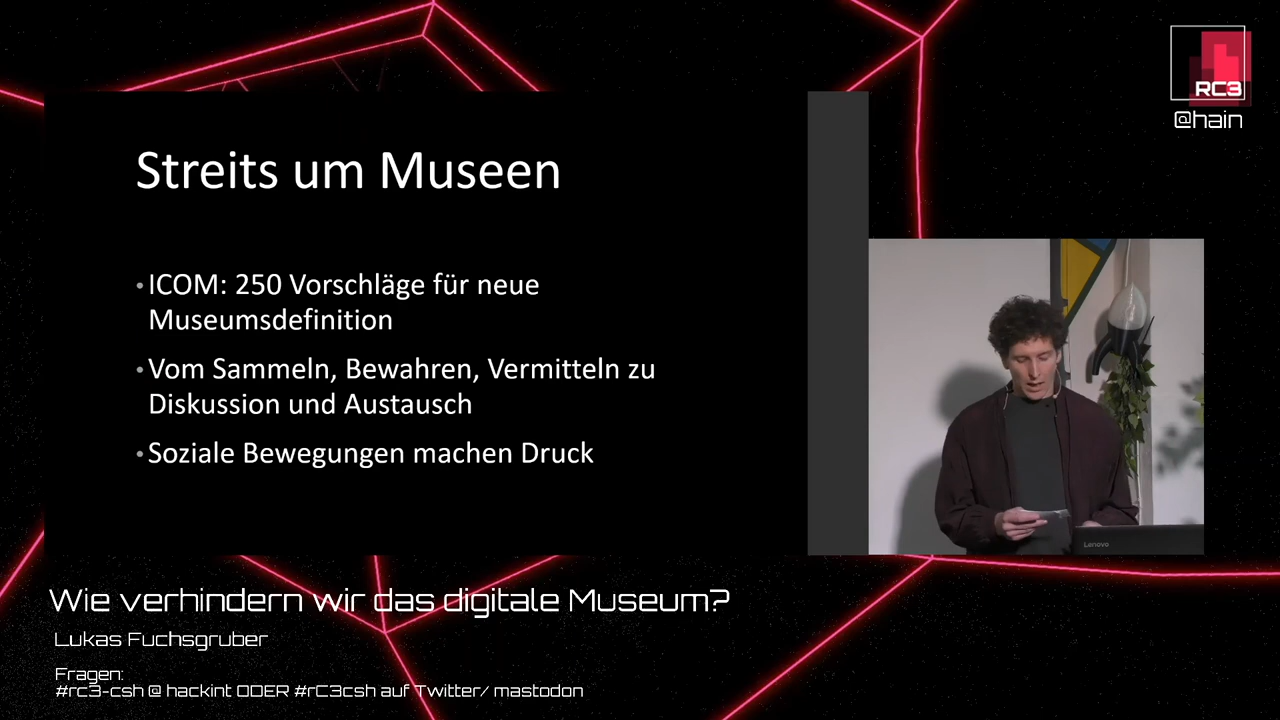 RC3
@hain
Streits um Museen
• ICOM: 250 Vorschläge für neue
Museumsdefinition
• Vom Sammeln, Bewahren, Vermitteln zu
Diskussion und Austausch
• Soziale Bewegungen machen Druck
Lenovo
Wie verhindern wir das digitale Museum?
Lukas Fuchsgruber
Fragen:
#rc3-csh @ hackint ODER #rC3csh auf Twitter/ mastodon